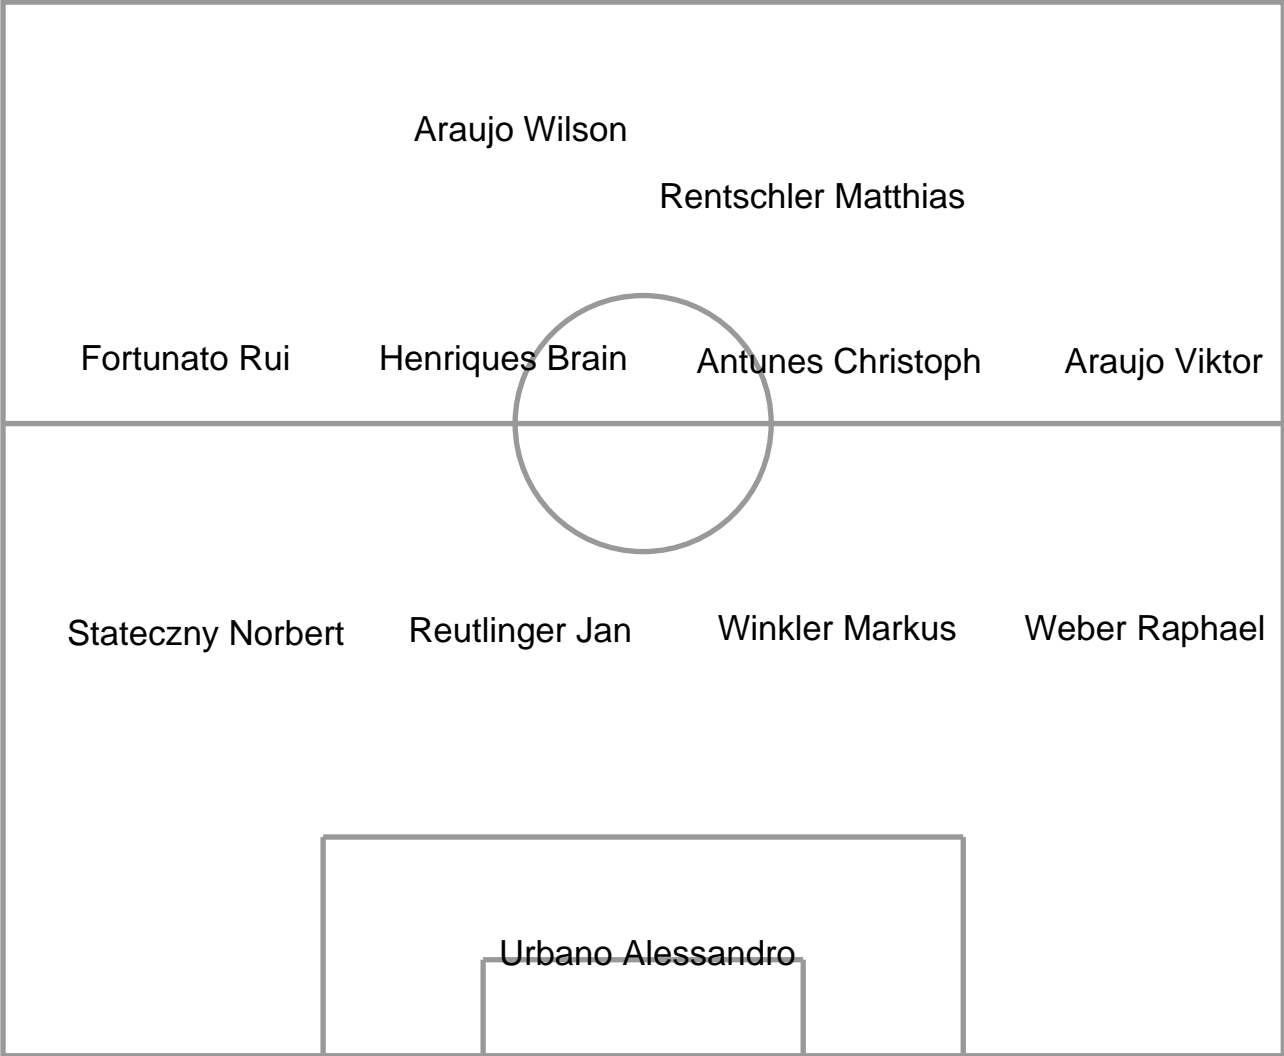 Araujo Wilson
Rentschler Matthias
Fortunato Rui
Henriques Brain
Antunes Christoph
Araujo Viktor
Stateczny Norbert
Reutlinger Jan
Winkler Markus
Weber Raphael
Urbano Alessandro